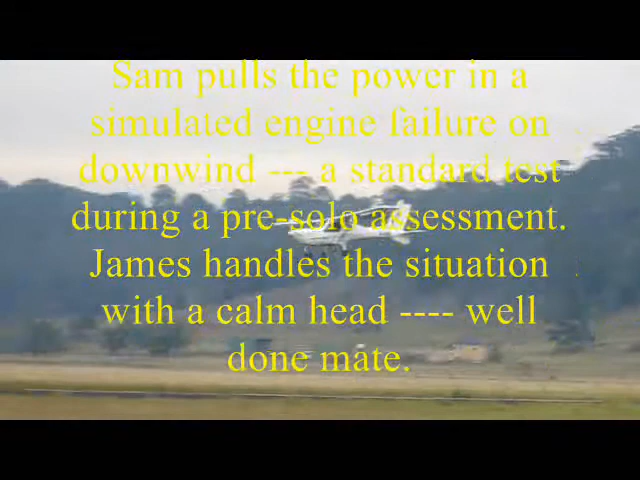 Sam pulls the power in a
simulated engine failure on
downwind --- a standard test
during a pre-solo assessment.
James handles the situation
with a calm head ---- well
done mate.